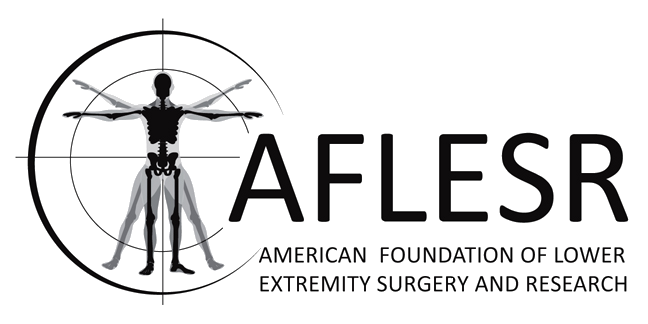 AFLESR
AMERICAN FOUNDATION OF LOWER
EXTREMITY SURGERY AND RESEARCH